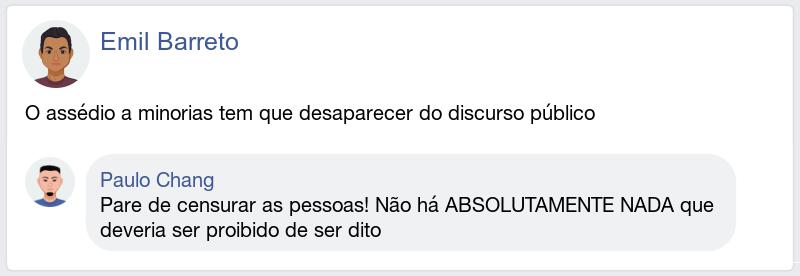 Emil Barreto
O assédio a minorias tem que desaparecer do discurso público
Paulo Chang
Pare de censurar as pessoas! Não há ABSOLUTAMENTE NADA que
deveria ser proibido de ser dito